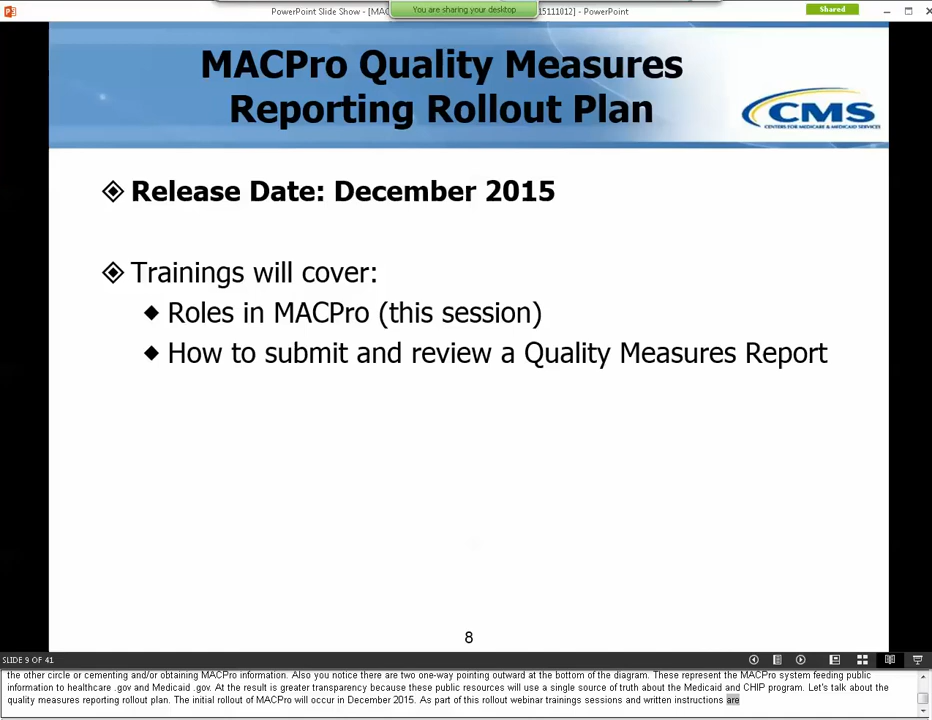 PowerPoint Slide Show - [MAC
You are sharing your desktop
15111012] - PowerPoint
Shared
MACPro Quality Measures
Reporting Rollout Plan
CMS
CENTERS FOR MEDICARE & MEDICAID SERVICES
Release Date: December 2015
Trainings will cover:
Roles in MACPro (this session)
How to submit and review a Quality Measures Report
8
SLIDE 9 OF 41
the other circle or cementing and/or obtaining MACPro information. Also you notice there are two one-way pointing outward at the bottom of the diagram. These represent the MACPro system feeding public
information to healthcare .gov and Medicaid .gov. At the result is greater transparency because these public resources will use a single source of truth about the Medicaid and CHIP program. Let's talk about the
quality measures reporting rollout plan. The initial rollout of MACPro will occur in December 2015. As part of this rollout webinar trainings sessions and written instructions are